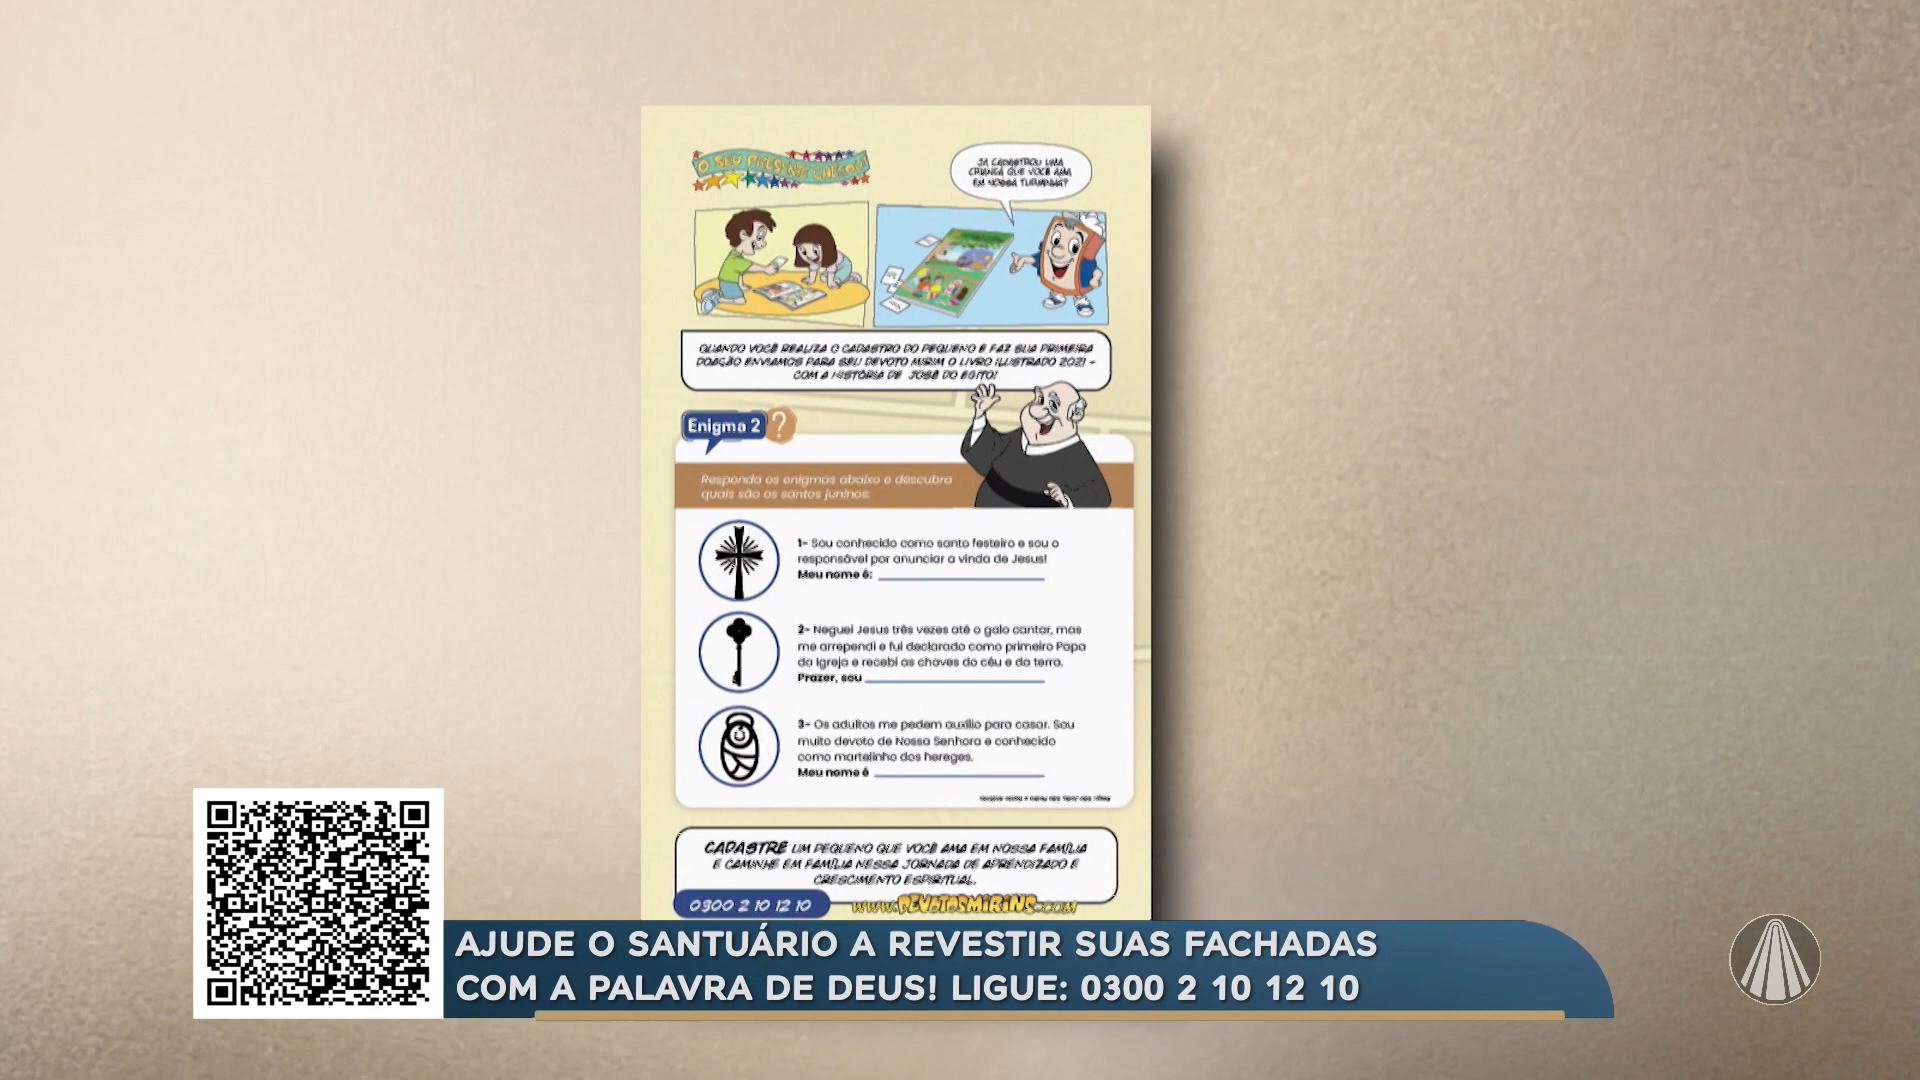 O SEU PRESENTE CHEGOU!
JÁ CADASTROU UMA
CRIANÇA QUE VOCÊ AMA
EM NOSSA TURMINHA?
QUANDO VOCÊ REALIZA O CADASTRO DO PEQUENO E FAZ SUA PRIMEIRA
DOAÇÃO ENVIAMOS PARA SEU DEVOTO MIRIM O LIVRO ILUSTRADO 2021 -
COM A HISTÓRIA DE JOSÉ DO EGITO!
Enigma 2 ?
Responda os enigmas abaixo e descubra
quais são os santos juninos:
1- Sou conhecido como santo festeiro e sou o
responsável por anunciar a vinda de Jesus!
Meu nome é:
2- Neguei Jesus três vezes até o galo cantar, mas
me arrependi e fui declarado como primeiro Papa
da Igreja e recebi as chaves do céu e da terra.
Prazer, sou
3- Os adultos me pedem auxílio para casar. Sou
muito devoto de Nossa Senhora e conhecido
como martelinho dos hereges.
Meu nome é
CADASTRE UM PEQUENO QUE VOCÊ AMA EM NOSSA FAMÍLIA
E CAMINHE EM FAMÍLIA NESSA JORNADA DE APRENDIZADO E
CRESCIMENTO ESPIRITUAL.
0300 2 10 12 10
WWW.DEVOTOSMIRINS.COM
AJUDE O SANTUÁRIO A REVESTIR SUAS FACHADAS
COM A PALAVRA DE DEUS! LIGUE: 0300 2 10 12 10